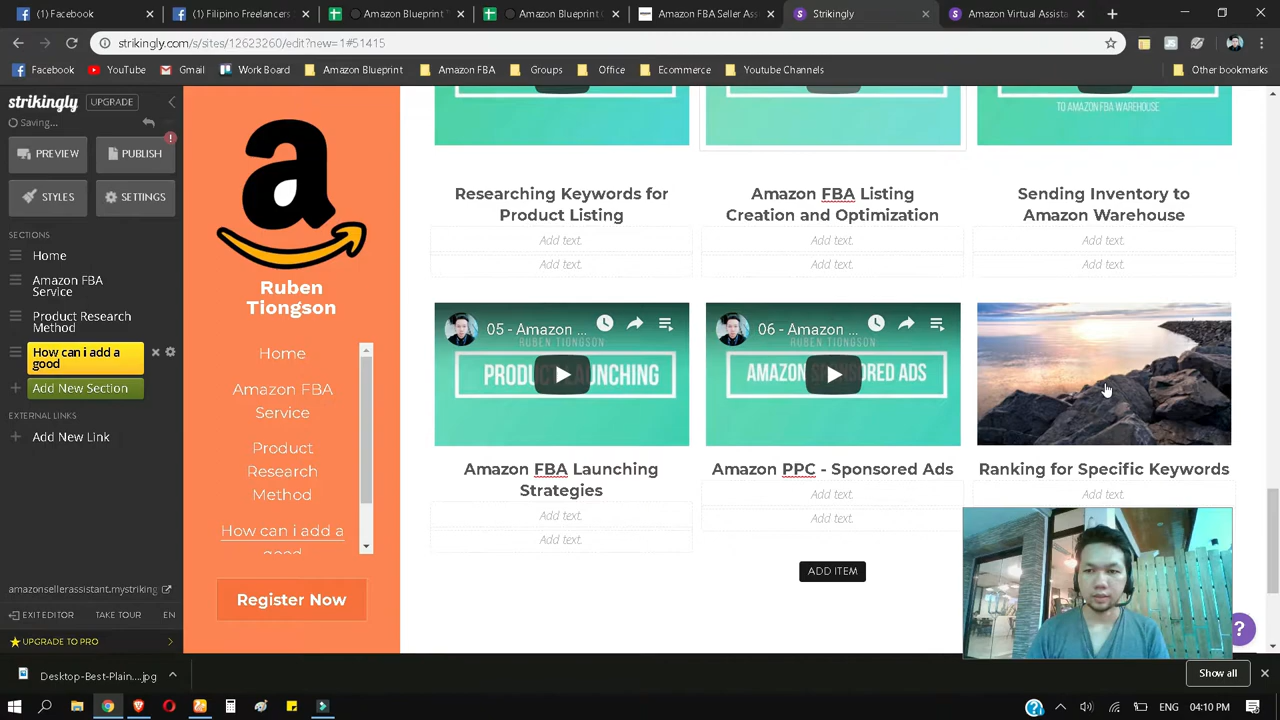 (1) Facebook
(1) Filipino Freelancers
Amazon Blueprint T
Amazon Blueprint C
Amazon FBA Seller Ass
Strikingly
Amazon Virtual Assista
strikingly.com/s/sites/12623260/edit?new=1#51415
Facebook
YouTube
Gmail
Work Board
Amazon Blueprint
Amazon FBA
Groups
Office
Ecommerce
Youtube Channels
Other bookmarks
strikingly
UPGRADE
Saving...
PREVIEW
PUBLISH
STYLES
SETTINGS
SECTIONS
Home
Amazon FBA
Service
Product Research
Method
How can i add a
good
Add New Section
EXTERNAL LINKS
Add New Link
amazonsellerassistant.mystriking
EXIT EDITOR
TAKE TOUR
EN
UPGRADE TO PRO
Ruben
Tiongson
Home
Amazon FBA
Service
Product
Research
Method
How can i add a
good
Register Now
TO AMAZON FBA WAREHOUSE.
Researching Keywords for
Product Listing
Add text.
Add text.
Amazon FBA Listing
Creation and Optimization
Add text.
Add text.
Sending Inventory to
Amazon Warehouse
Add text.
Add text.
05 - Amazon ...
RUBEN TIONGSON
Amazon FBA Launching
Strategies
Add text.
Add text.
06 - Amazon ...
RUBEN TIONGSON
Amazon PPC - Sponsored Ads
Add text.
Add text.
Ranking for Specific Keywords
Add text.
ADD ITEM
?
Desktop-Best-Plain....jpg
Show all
ENG
04:10 PM